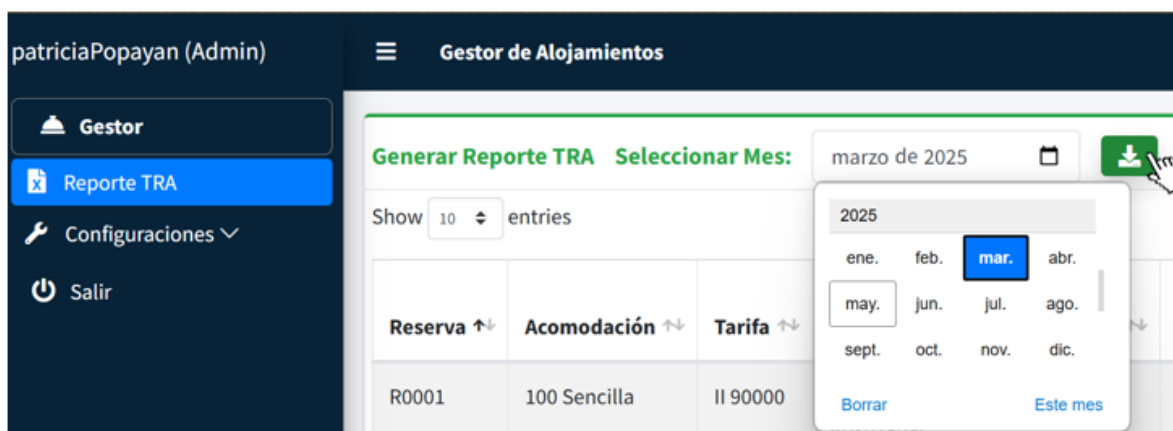 patriciaPopayan (Admin)
Gestor de Alojamientos
Gestor
Reporte TRA
Configuraciones
Salir
Generar Reporte TRA Seleccionar Mes: marzo de 2025
Show 10 entries
2025
ene. feb. mar. abr.
may. jun. jul. ago.
sept. oct. nov. dic.
Borrar Este mes
Reserva Acomodación Tarifa
R0001 100 Sencilla II 90000